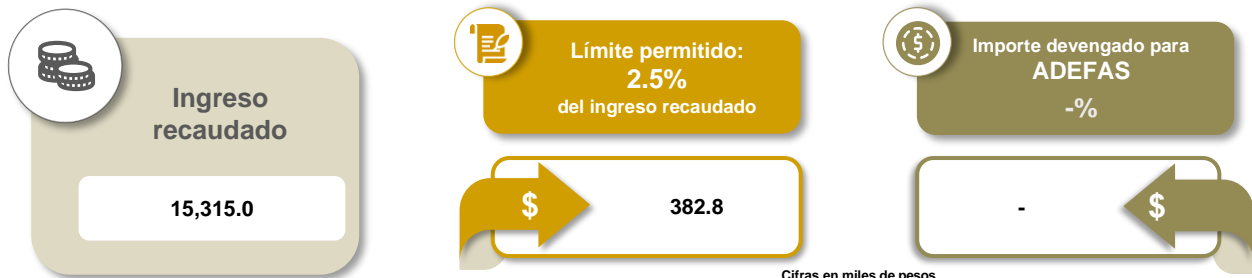 Ingreso
recaudado
15,315.0
Límite permitido:
2.5%
del ingreso recaudado
$
382.8
Importe devengado para
ADEFAS
-%
-
$
Cifras en miles de pesos